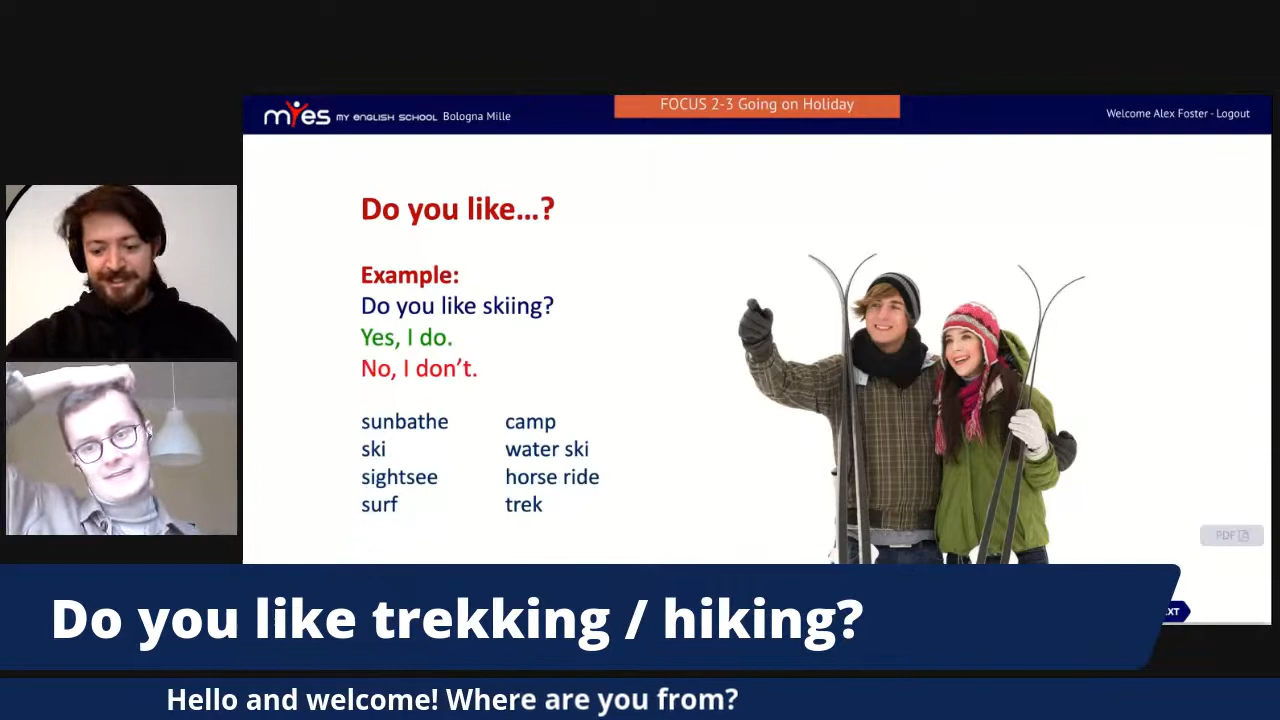 myes MY ENGLISH SCHOOL Bologna Mille
FOCUS 2-3 Going on Holiday
Welcome Alex Foster - Logout
Do you like...?
Example:
Do you like skiing?
Yes, I do.
No, I don't.
sunbathe camp
ski water ski
sightsee horse ride
surf trek
PDF
Do you like trekking / hiking?
Hello and welcome! Where are you from?